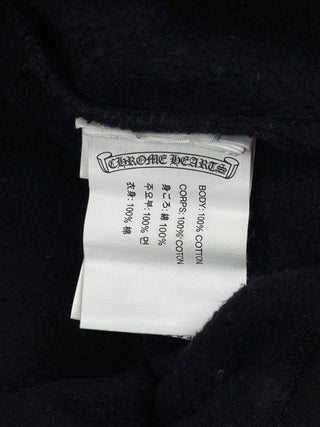 CHROME HEARTS
BODY: 100% COTTON
CORPS: 100% COTON
身ごろ: 綿 100%
주요부: 100% 면
衣身: 100% 棉